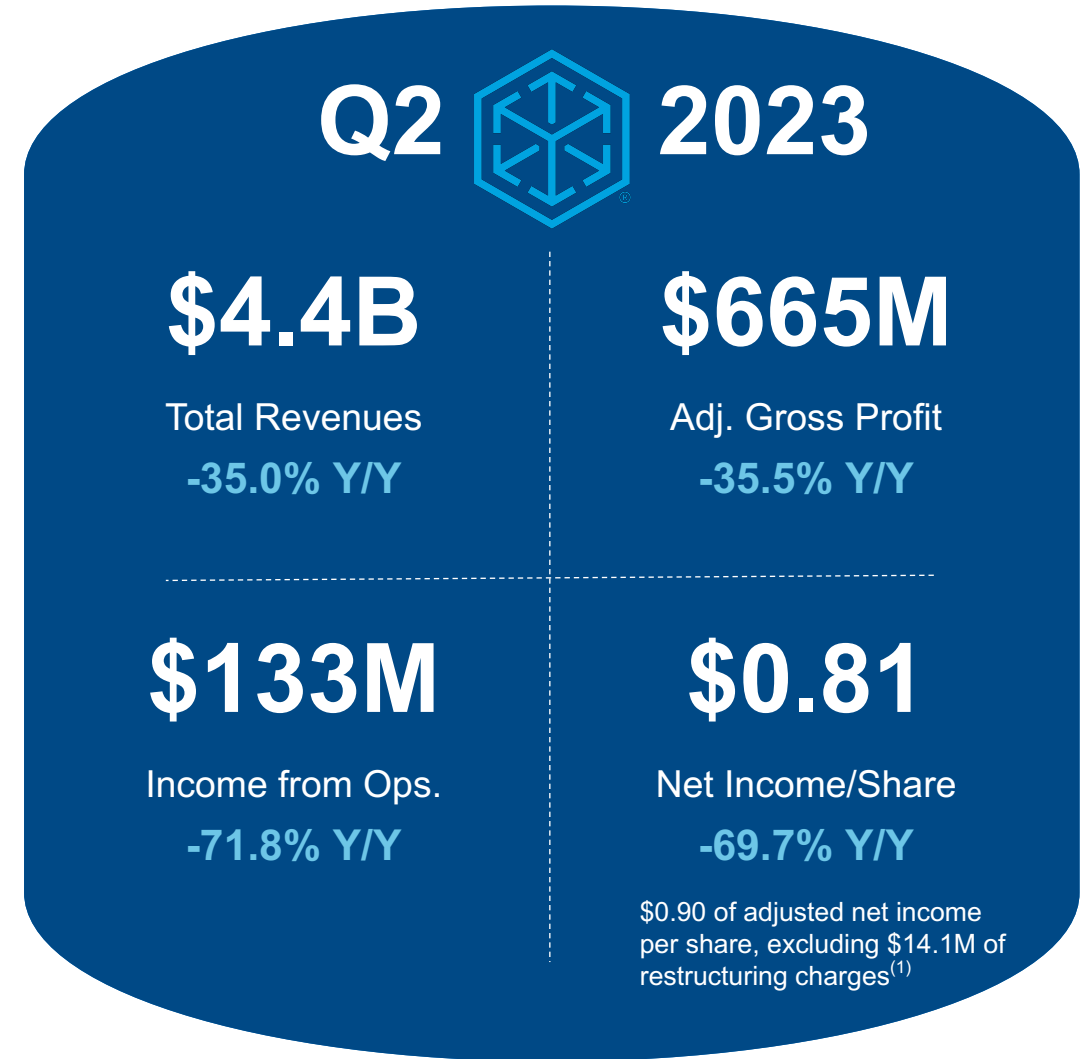 Q2 2023
®
$4.4B
Total Revenues
-35.0% Y/Y
$665M
Adj. Gross Profit
-35.5% Y/Y
$133M
Income from Ops.
-71.8% Y/Y
$0.81
Net Income/Share
-69.7% Y/Y
$0.90 of adjusted net income
per share, excluding $14.1M of
restructuring charges(1)